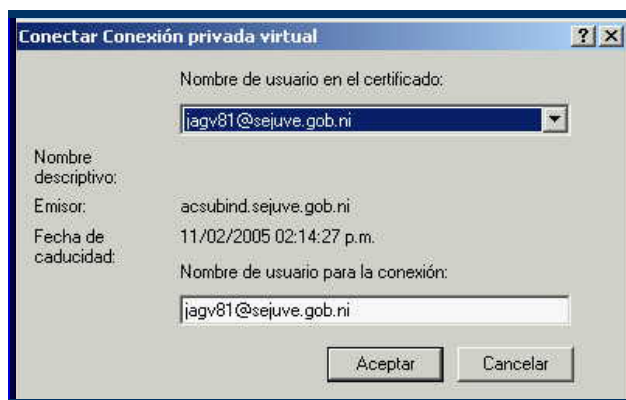 Conectar Conexión privada virtual
Nombre de usuario en el certificado:
jagv81@sejuve.gob.ni
Nombre
descriptivo:
Emisor: acsubind.sejuve.gob.ni
Fecha de 11/02/2005 02:14:27 p.m.
caducidad:
Nombre de usuario para la conexión:
jagv81@sejuve.gob.ni
Aceptar Cancelar